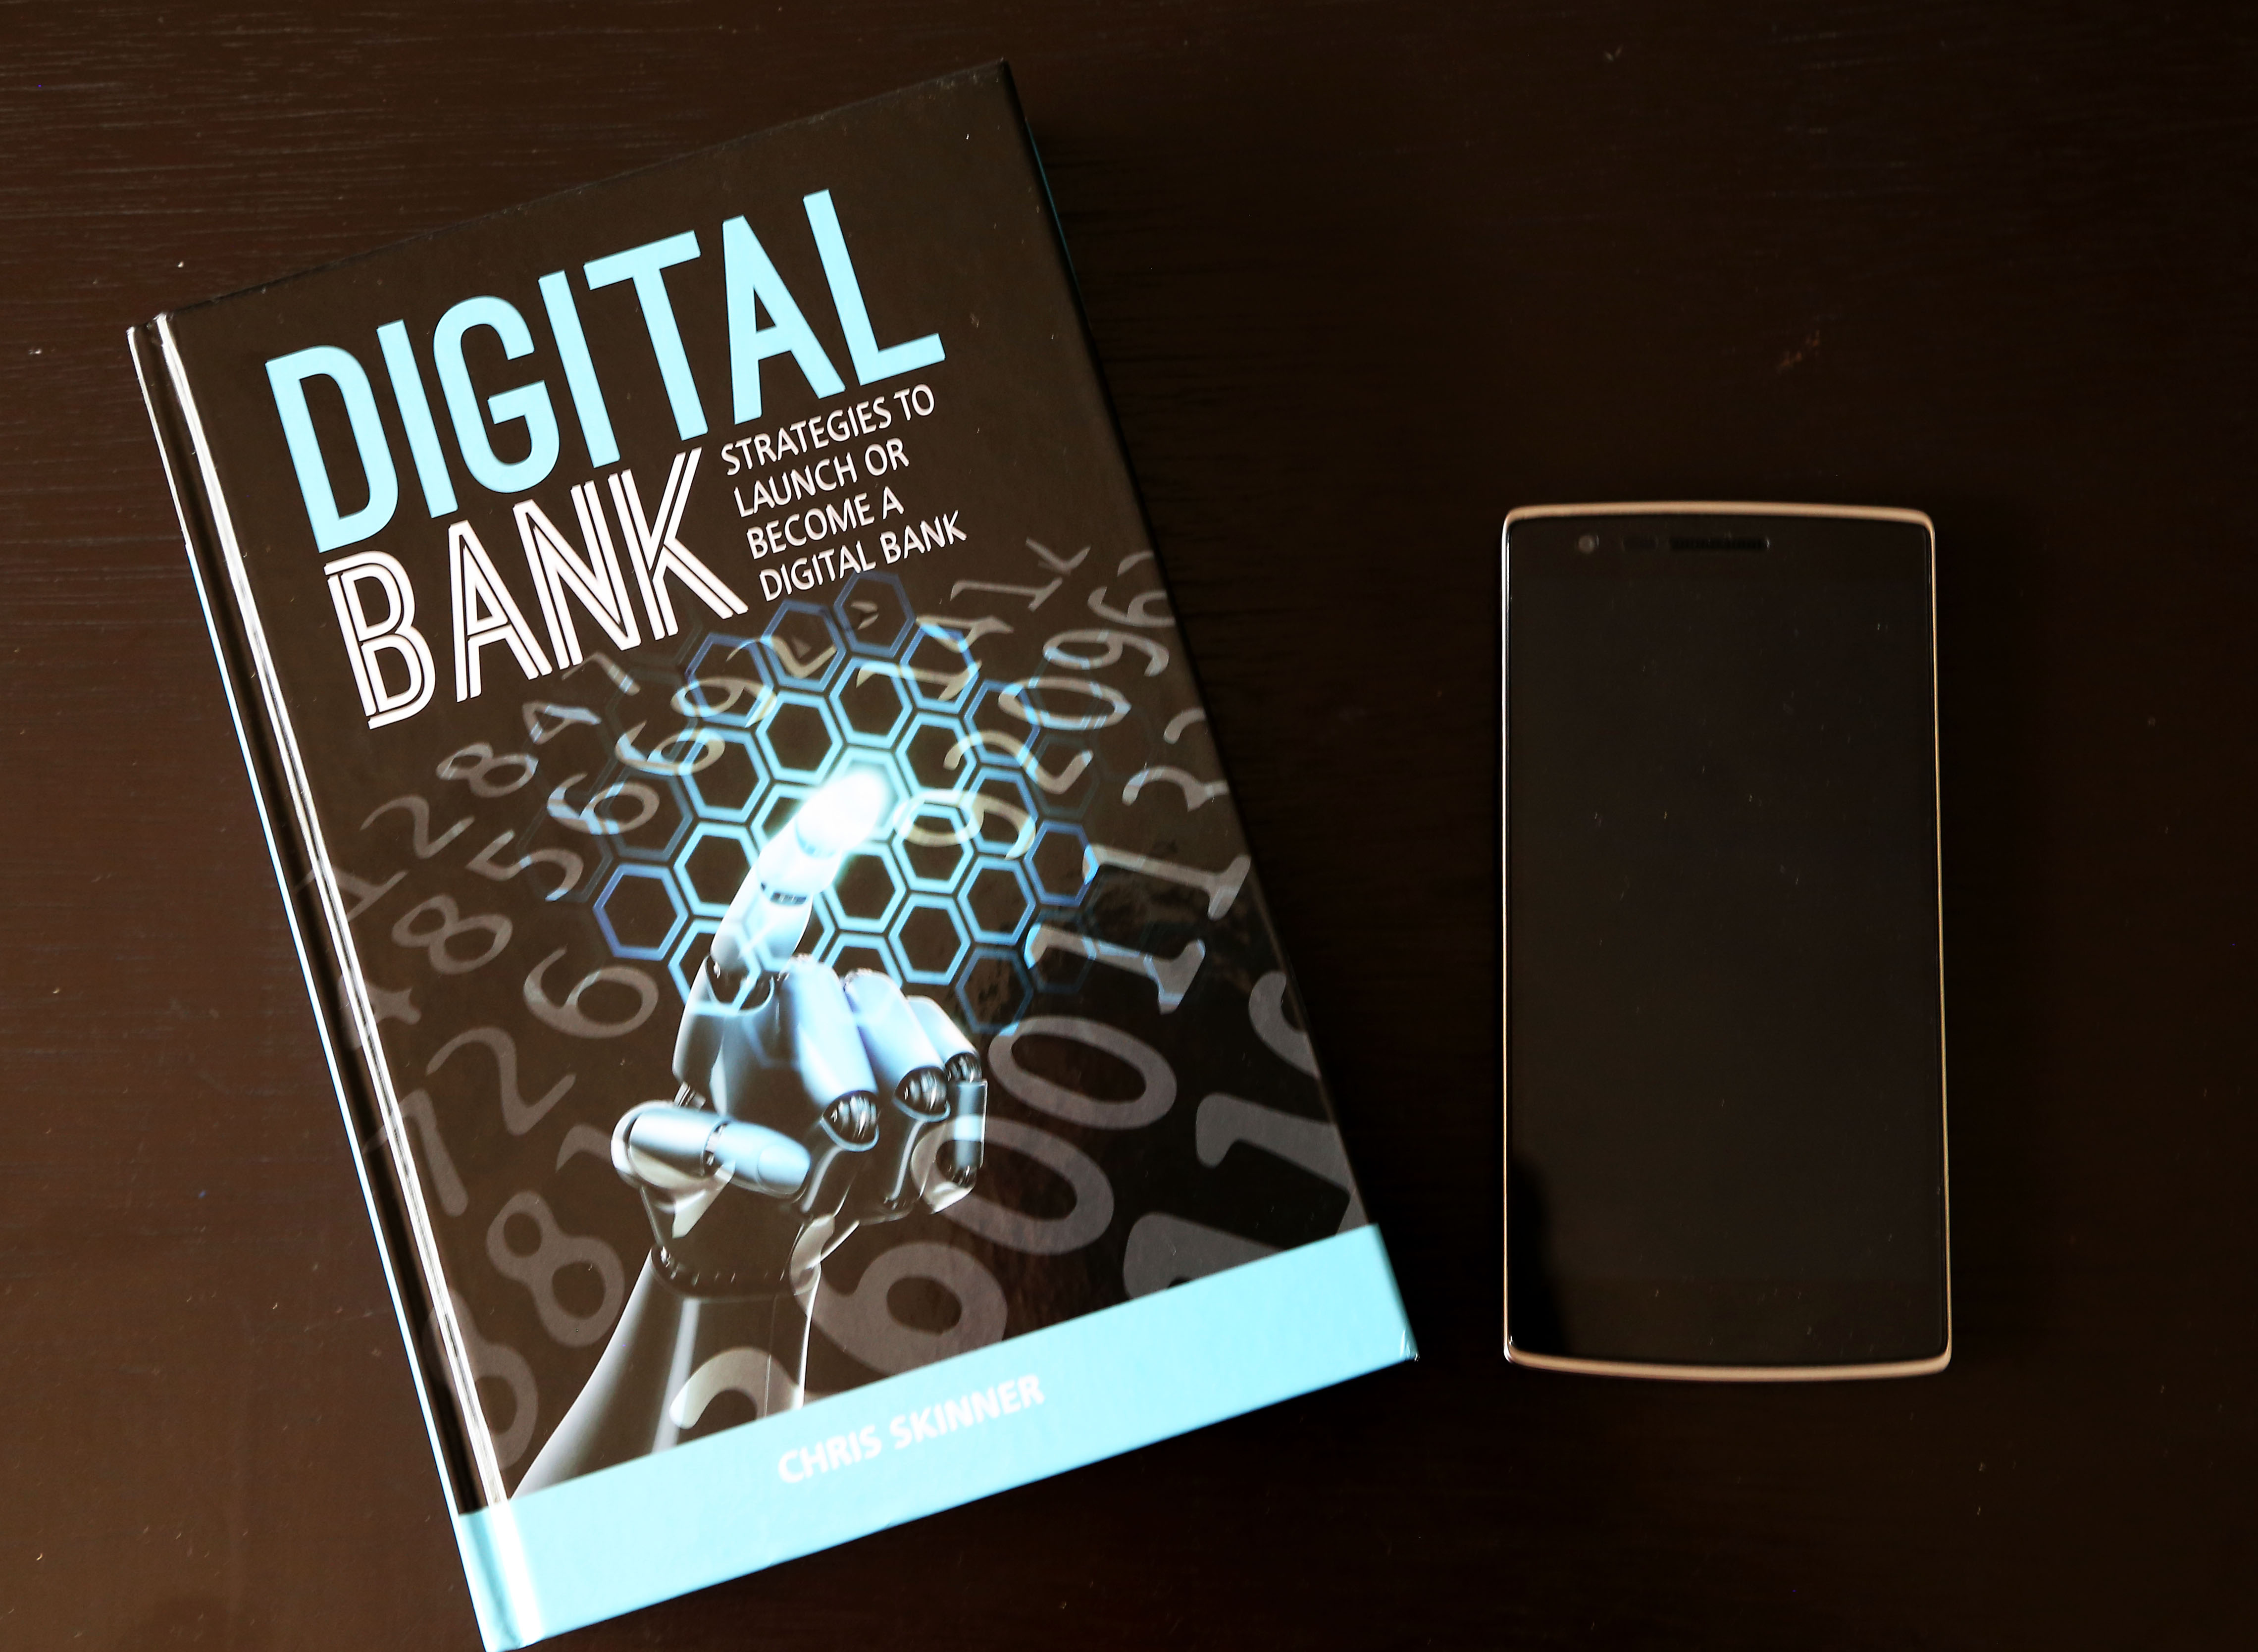 DIGITAL
BANK
STRATEGIES TO
LAUNCH OR
BECOME A
DIGITAL BANK
CHRIS SKINNER